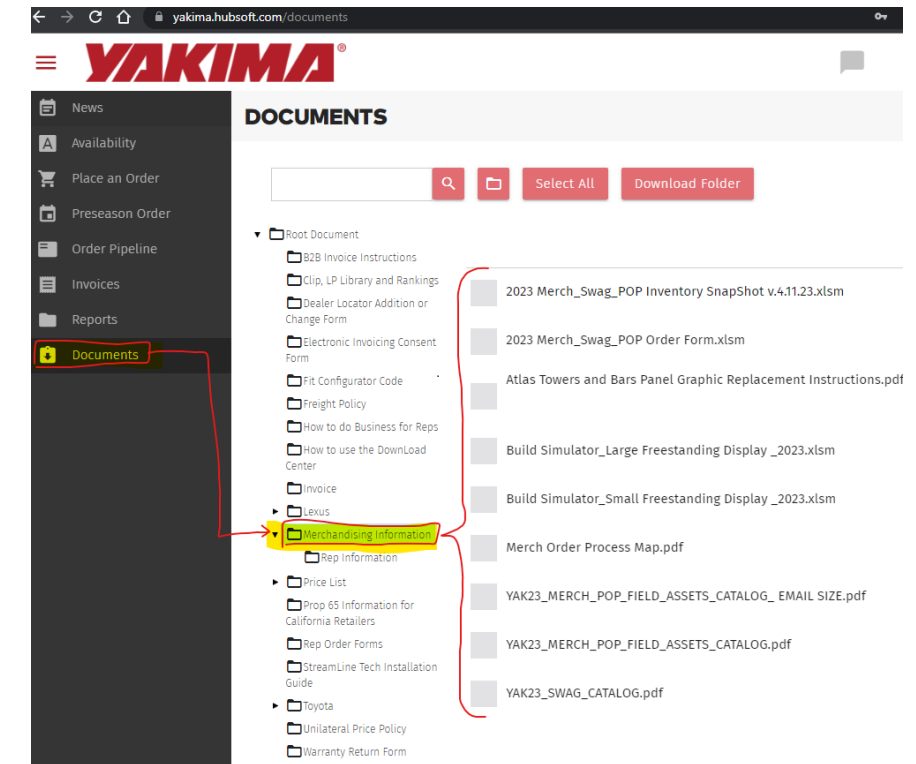 yakima.hubsoft.com/documents
YAKIMA®
News
Availability
Place an Order
Preseason Order
Order Pipeline
Invoices
Reports
Documents
DOCUMENTS
Select All
Download Folder
Root Document
B2B Invoice Instructions
Clip, LP Library and Rankings
Dealer Locator Addition or
Change Form
Electronic Invoicing Consent
Form
Fit Configurator Code
Freight Policy
How to do Business for Reps
How to use the DownLoad
Center
Invoice
Lexus
Merchandising Information
Rep Information
Price List
Prop 65 Information for
California Retailers
Rep Order Forms
StreamLine Tech Installation
Guide
Toyota
Unilateral Price Policy
Warranty Return Form
2023 Merch_Swag_POP Inventory SnapShot v.4.11.23.xlsm
2023 Merch_Swag_POP Order Form.xlsm
Atlas Towers and Bars Panel Graphic Replacement Instructions.pdf
Build Simulator_Large Freestanding Display _2023.xlsm
Build Simulator_Small Freestanding Display _2023.xlsm
Merch Order Process Map.pdf
YAK23_MERCH_POP_FIELD_ASSETS_CATALOG_ EMAIL SIZE.pdf
YAK23_MERCH_POP_FIELD_ASSETS_CATALOG.pdf
YAK23_SWAG_CATALOG.pdf